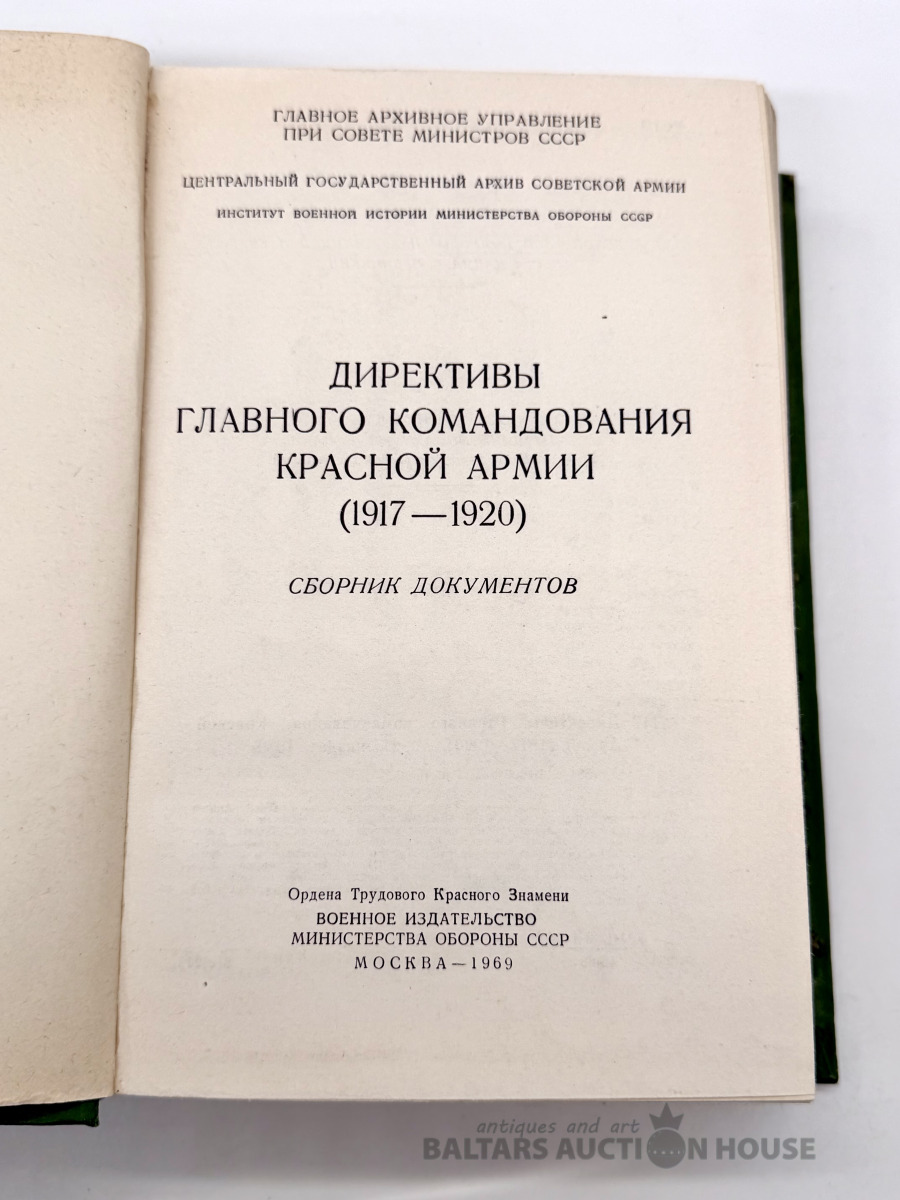 ГЛАВНОЕ АРХИВНОЕ УПРАВЛЕНИЕ
ПРИ СОВЕТЕ МИНИСТРОВ СССР
ЦЕНТРАЛЬНЫЙ ГОСУДАРСТВЕННЫЙ АРХИВ СОВЕТСКОЙ АРМИИ
ИНСТИТУТ ВОЕННОЙ ИСТОРИИ МИНИСТЕРСТВА ОБОРОНЫ СССР
ДИРЕКТИВЫ
ГЛАВНОГО КОМАНДОВАНИЯ
КРАСНОЙ АРМИИ
(1917—1920)
СБОРНИК ДОКУМЕНТОВ
Ордена Трудового Красного Знамени
ВОЕННОЕ ИЗДАТЕЛЬСТВО
МИНИСТЕРСТВА ОБОРОНЫ СССР
МОСКВА—1969
antiques and art
BALTARS AUCTION HOUSE